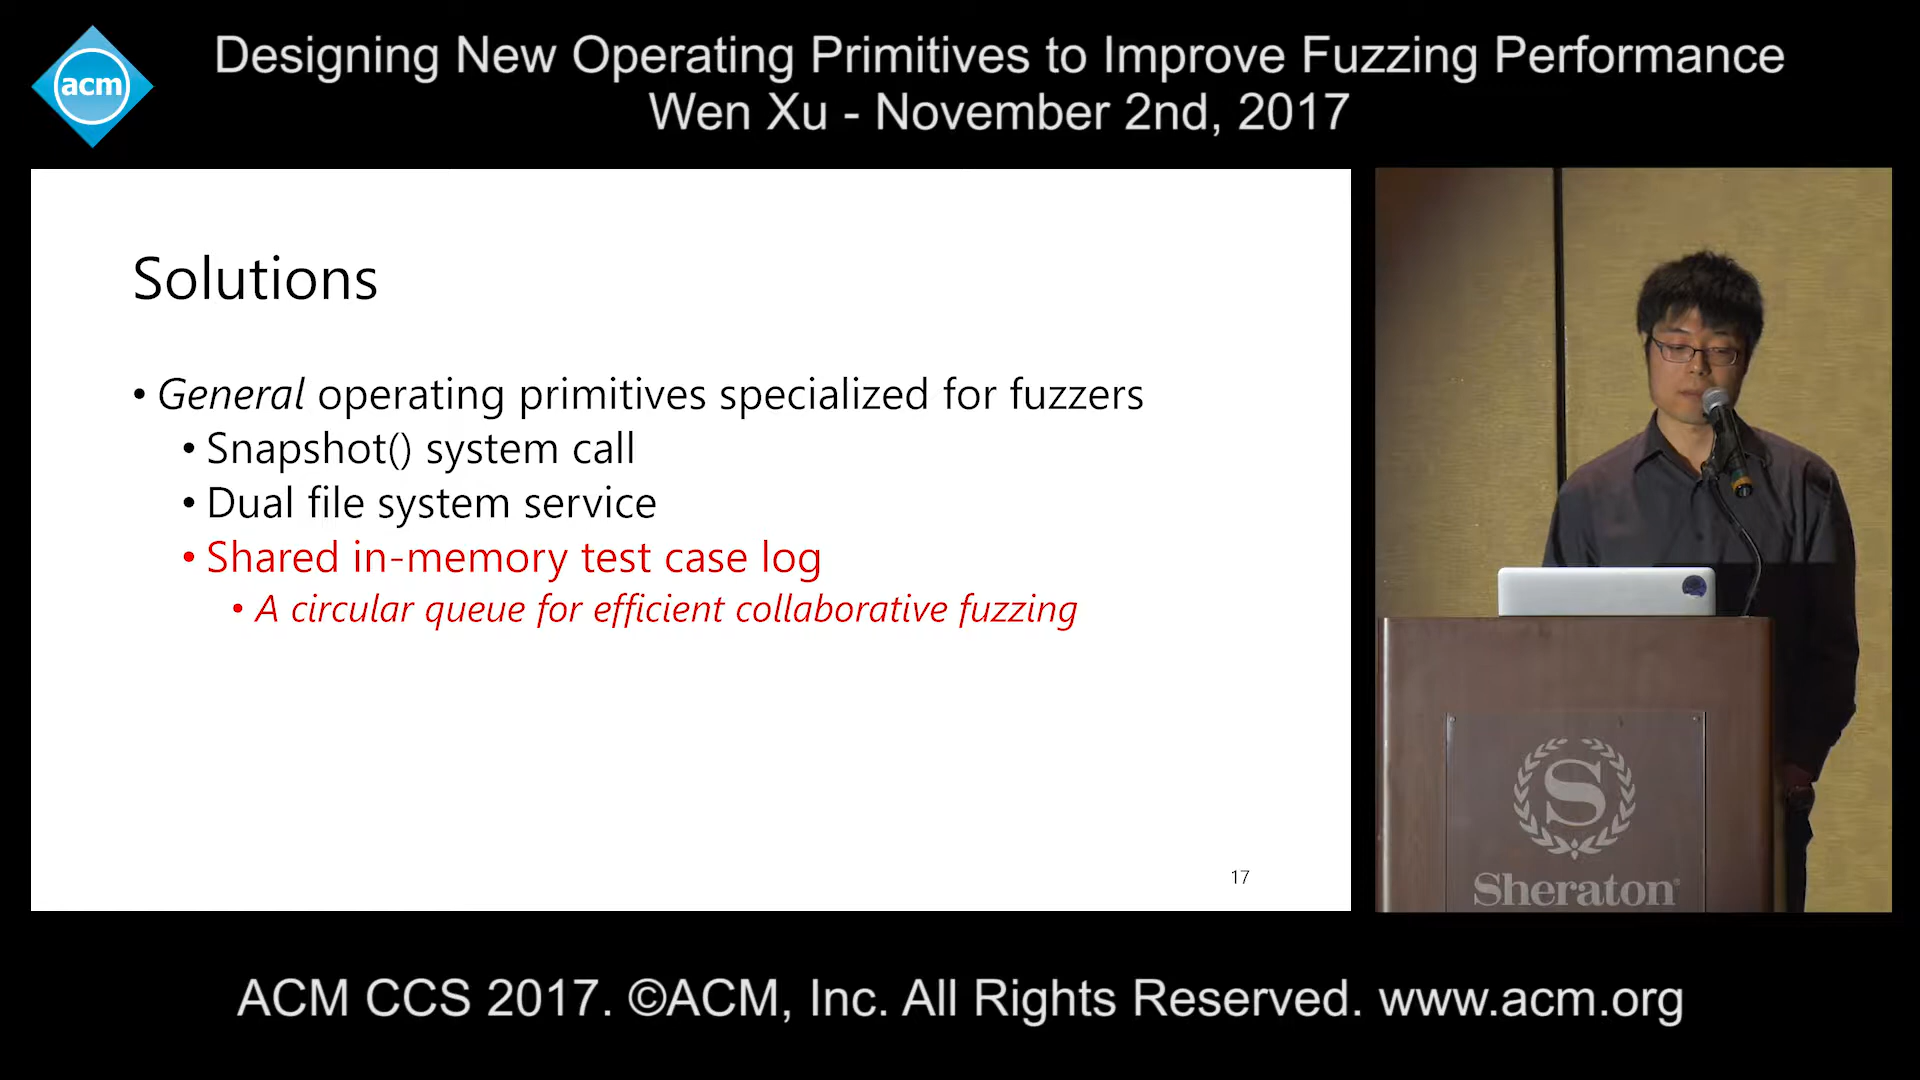 acm
Designing New Operating Primitives to Improve Fuzzing Performance
Wen Xu - November 2nd, 2017
Solutions
• General operating primitives specialized for fuzzers
• Snapshot() system call
• Dual file system service
• Shared in-memory test case log
• A circular queue for efficient collaborative fuzzing
17
S
Sheraton®
ACM CCS 2017. ©ACM, Inc. All Rights Reserved. www.acm.org